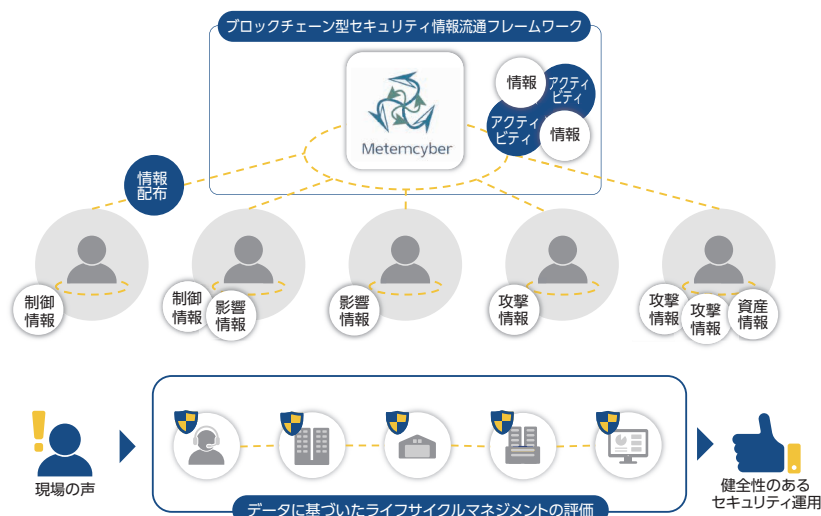 ブロックチェーン型セキュリティ情報流通フレームワーク
情報
アクティ
ビティ
アクティ
ビティ
情報
Metemcyber
情報
配布
制御
情報
制御
情報
影響
情報
影響
情報
攻撃
情報
攻撃
情報
攻撃
情報
資産
情報
現場の声
データに基づいたライフサイクルマネジメントの評価
健全性のある
セキュリティ運用